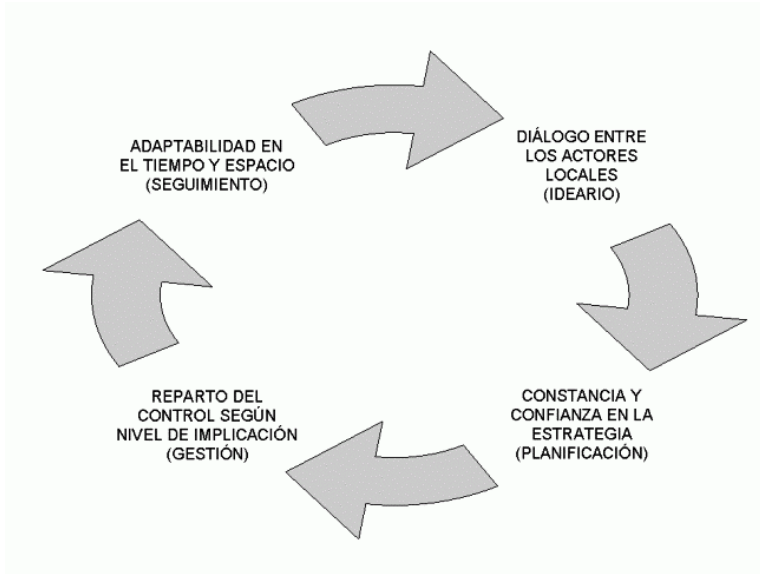 ADAPTABILIDAD EN
EL TIEMPO Y ESPACIO
(SEGUIMIENTO)
DIÁLOGO ENTRE
LOS ACTORES
LOCALES
(IDEARIO)
CONSTANCIA Y
CONFIANZA EN LA
ESTRATEGIA
(PLANIFICACIÓN)
REPARTO DEL
CONTROL SEGÚN
NIVEL DE IMPLICACIÓN
(GESTIÓN)